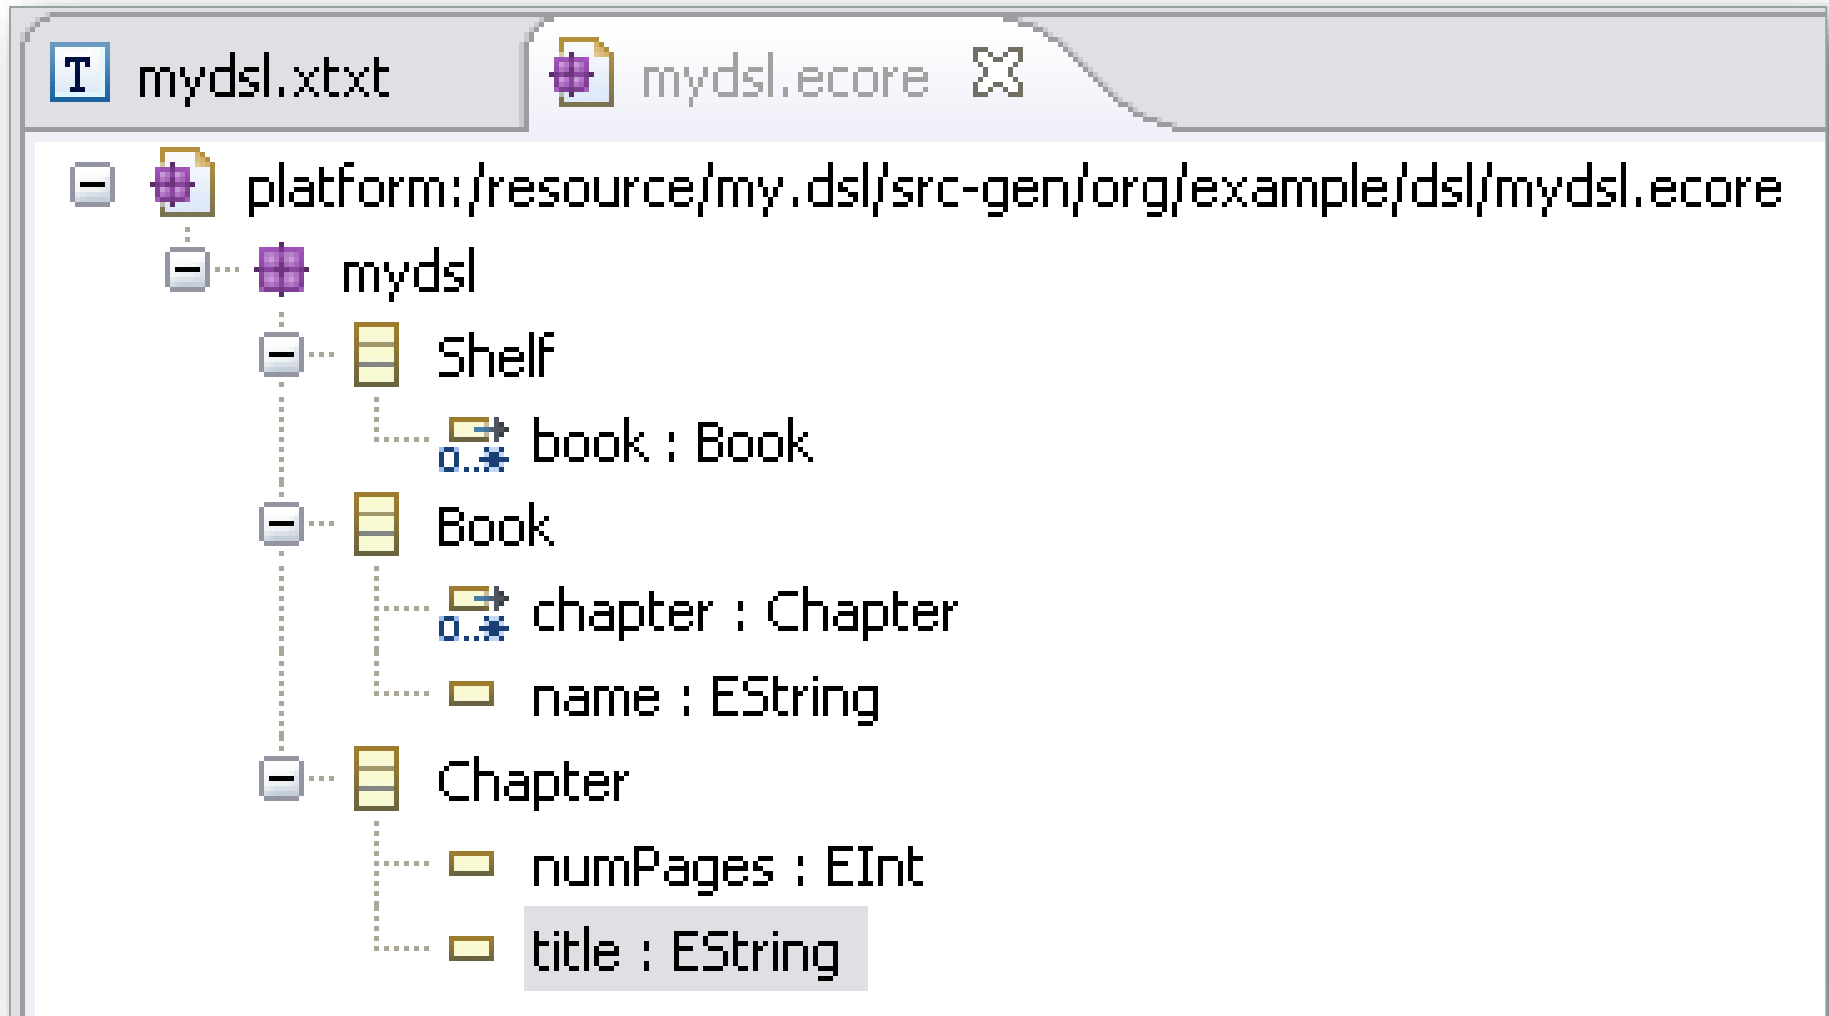 T mydsl.xtxt mydsl.ecore
platform:/resource/my.dsl/src-gen/org/example/dsl/mydsl.ecore
mydsl
Shelf
0..* book : Book
Book
0..* chapter : Chapter
name : EString
Chapter
numPages : EInt
title : EString